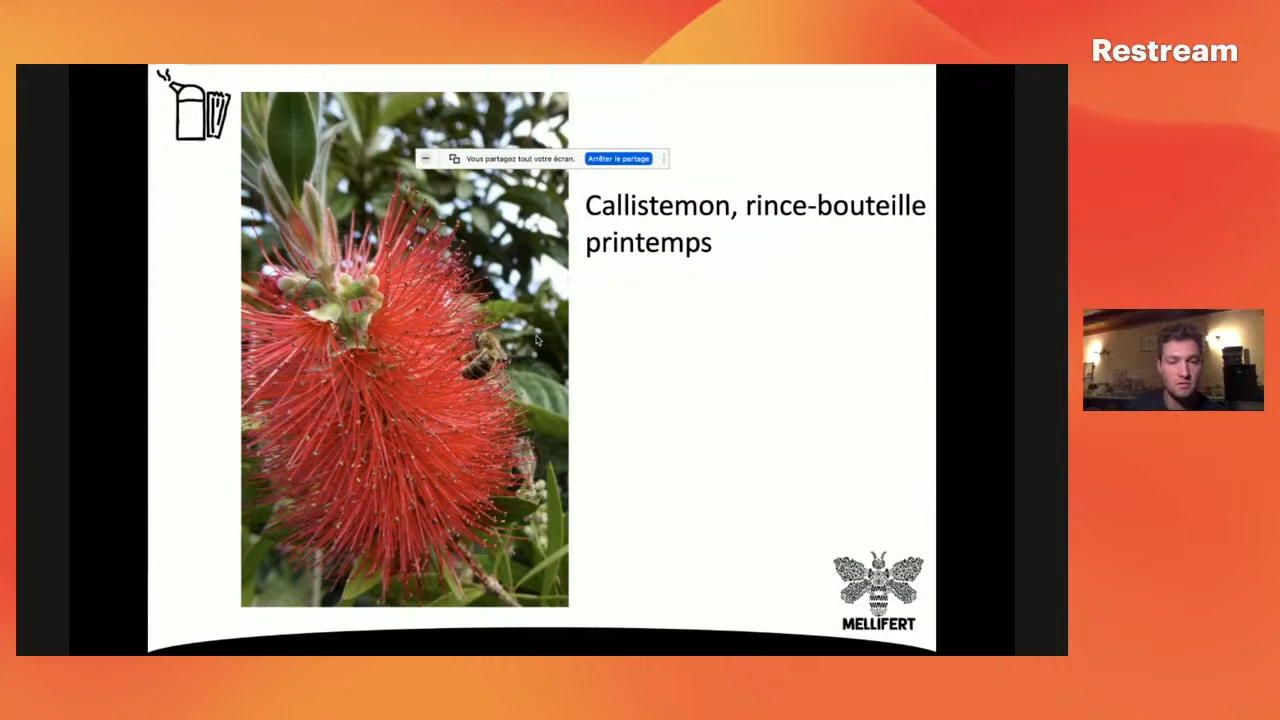 Restream
Vous partagez tout votre écran. Arrêter le partage
Callistemon, rince-bouteille
printemps
MELLIFERT